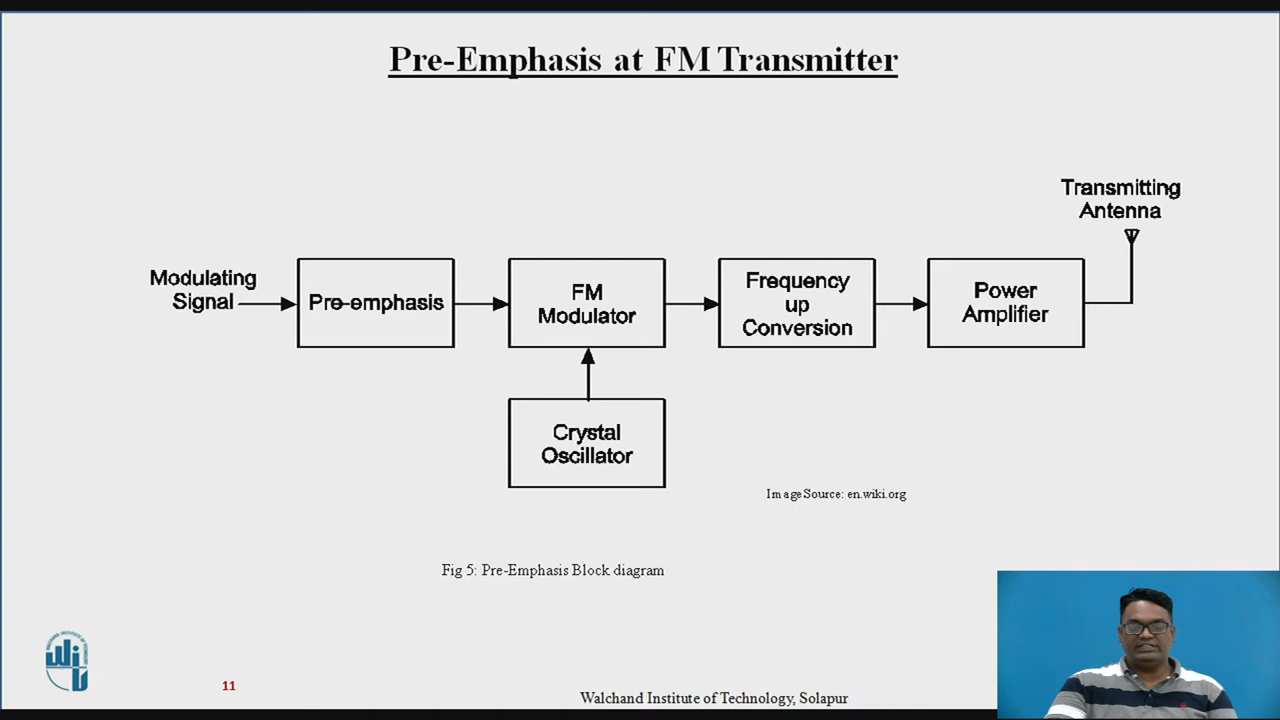 Pre-Emphasis at FM Transmitter
Transmitting
Antenna
Modulating
Signal
Pre-emphasis
FM
Modulator
Frequency
up
Conversion
Power
Amplifier
Crystal
Oscillator
Image Source: en.wiki.org
Fig 5: Pre-Emphasis Block diagram
11
Walchand Institute of Technology, Solapur